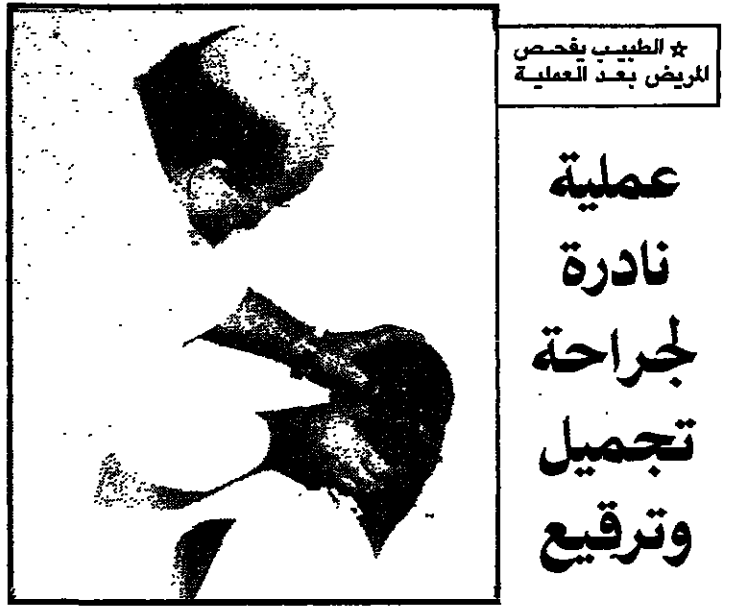 ☆ الطبيب يفحص
المريض بعد العملية
عملية
نادرة
لجراحة
تجميل
وترقيع